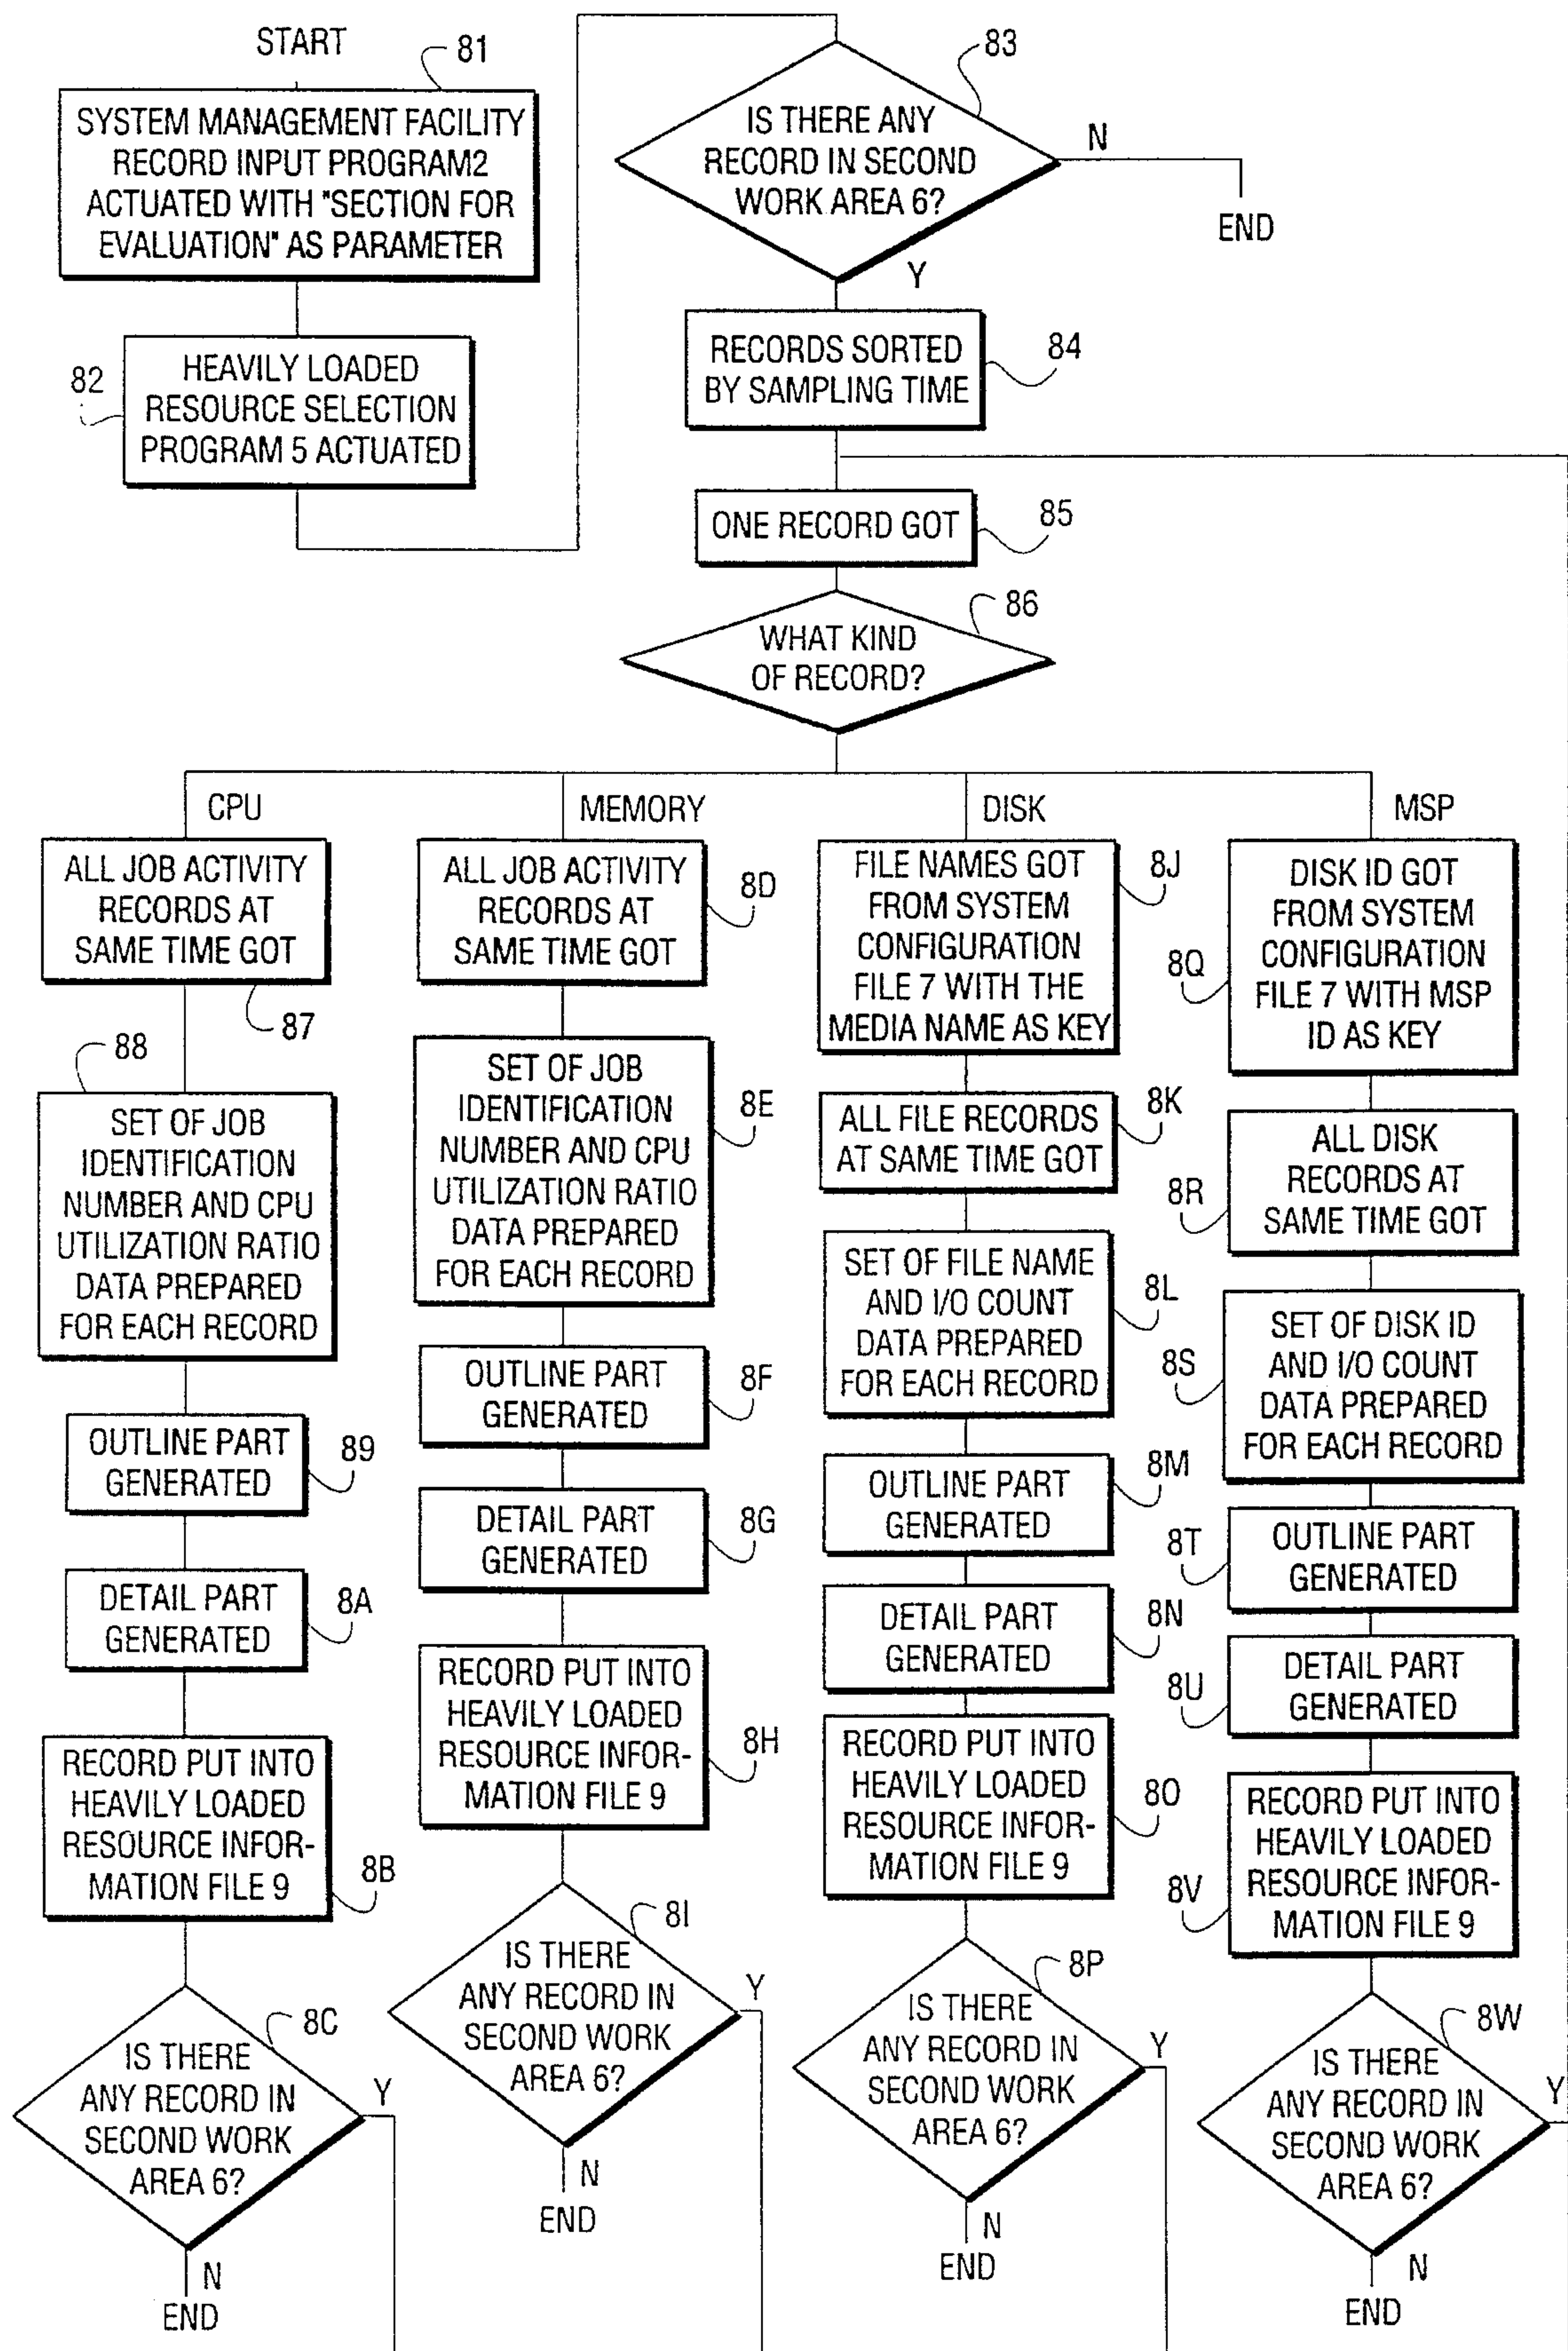 START
81
SYSTEM MANAGEMENT FACILITY
RECORD INPUT PROGRAM2
ACTUATED WITH "SECTION FOR
EVALUATION" AS PARAMETER
82
HEAVILY LOADED
RESOURCE SELECTION
PROGRAM 5 ACTUATED
83
IS THERE ANY
RECORD IN SECOND
WORK AREA 6?
N
END
Y
84
RECORDS SORTED
BY SAMPLING TIME
ONE RECORD GOT
85
86
WHAT KIND
OF RECORD?
CPU
ALL JOB ACTIVITY
RECORDS AT
SAME TIME GOT
87
88
SET OF JOB
IDENTIFICATION
NUMBER AND CPU
UTILIZATION RATIO
DATA PREPARED
FOR EACH RECORD
OUTLINE PART
GENERATED
89
DETAIL PART
GENERATED
8A
RECORD PUT INTO
HEAVILY LOADED
RESOURCE INFOR-
MATION FILE 9
8B
8C
IS THERE
ANY RECORD IN
SECOND WORK
AREA 6?
Y
N
END
MEMORY
ALL JOB ACTIVITY
RECORDS AT
SAME TIME GOT
8D
SET OF JOB
IDENTIFICATION
NUMBER AND CPU
UTILIZATION RATIO
DATA PREPARED
FOR EACH RECORD
8E
OUTLINE PART
GENERATED
8F
DETAIL PART
GENERATED
8G
RECORD PUT INTO
HEAVILY LOADED
RESOURCE INFOR-
MATION FILE 9
8H
8I
IS THERE
ANY RECORD IN
SECOND WORK
AREA 6?
Y
N
END
DISK
FILE NAMES GOT
FROM SYSTEM
CONFIGURATION
FILE 7 WITH THE
MEDIA NAME AS KEY
8J
ALL FILE RECORDS
AT SAME TIME GOT
8K
SET OF FILE NAME
AND I/O COUNT
DATA PREPARED
FOR EACH RECORD
8L
OUTLINE PART
GENERATED
8M
DETAIL PART
GENERATED
8N
RECORD PUT INTO
HEAVILY LOADED
RESOURCE INFOR-
MATION FILE 9
8O
8P
IS THERE
ANY RECORD IN
SECOND WORK
AREA 6?
Y
N
END
MSP
DISK ID GOT
FROM SYSTEM
CONFIGURATION
FILE 7 WITH MSP
ID AS KEY
8Q
ALL DISK
RECORDS AT
SAME TIME GOT
8R
SET OF DISK ID
AND I/O COUNT
DATA PREPARED
FOR EACH RECORD
8S
OUTLINE PART
GENERATED
8T
DETAIL PART
GENERATED
8U
RECORD PUT INTO
HEAVILY LOADED
RESOURCE INFOR-
MATION FILE 9
8V
8W
IS THERE
ANY RECORD IN
SECOND WORK
AREA 6?
Y
N
END